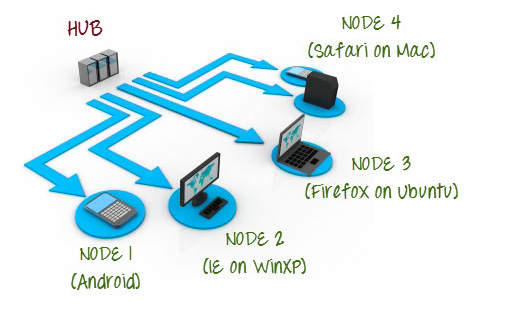 HUB
NODE 4
(Safari on Mac)
NODE 3
(Firefox on Ubuntu)
NODE 2
(IE on WinXP)
NODE 1
(Android)